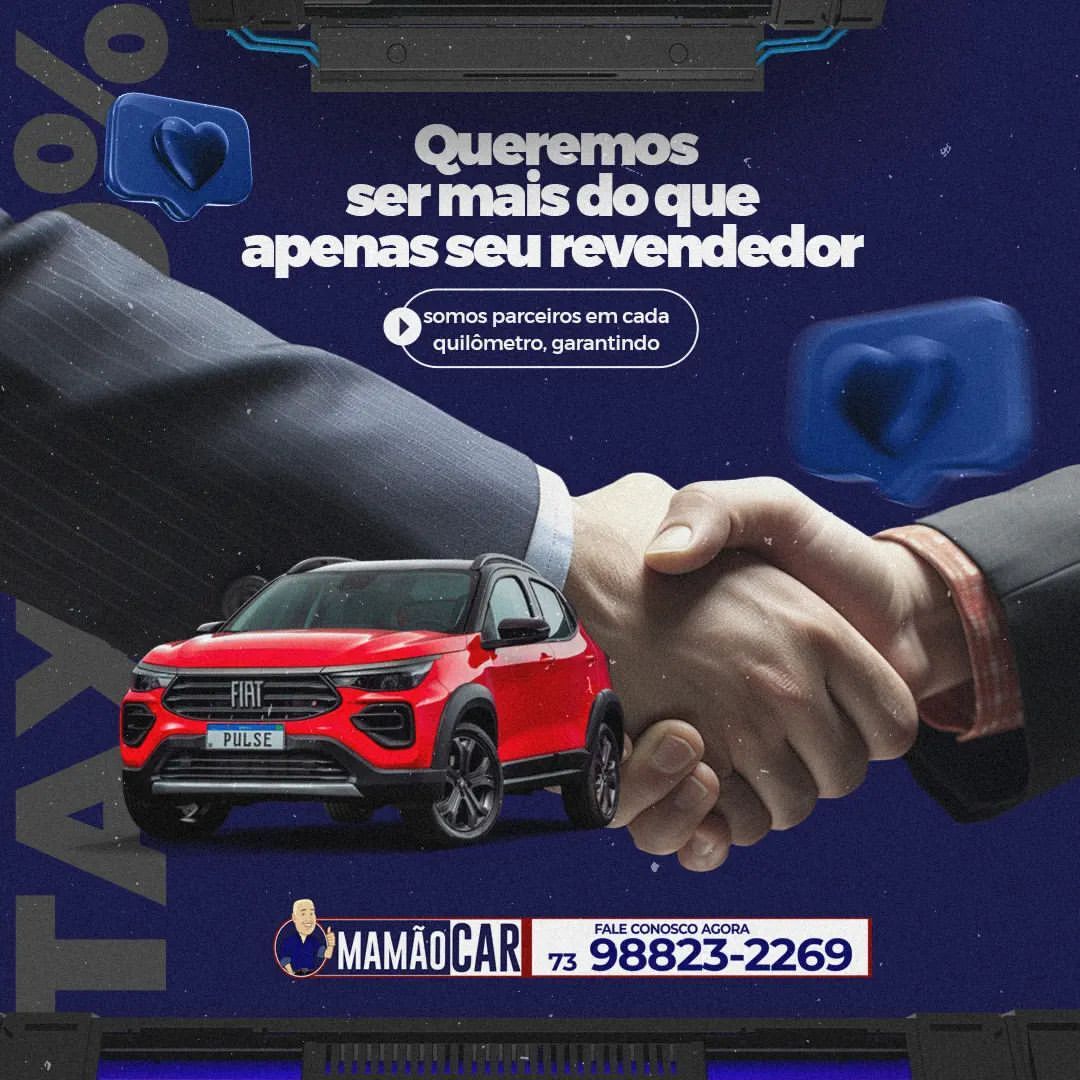 Queremos
ser mais do que
apenas seu revendedor
somos parceiros em cada
quilômetro, garantindo
FIAT
PULSE
MAMÃO CAR
FALE CONOSCO AGORA
73 98823-2269